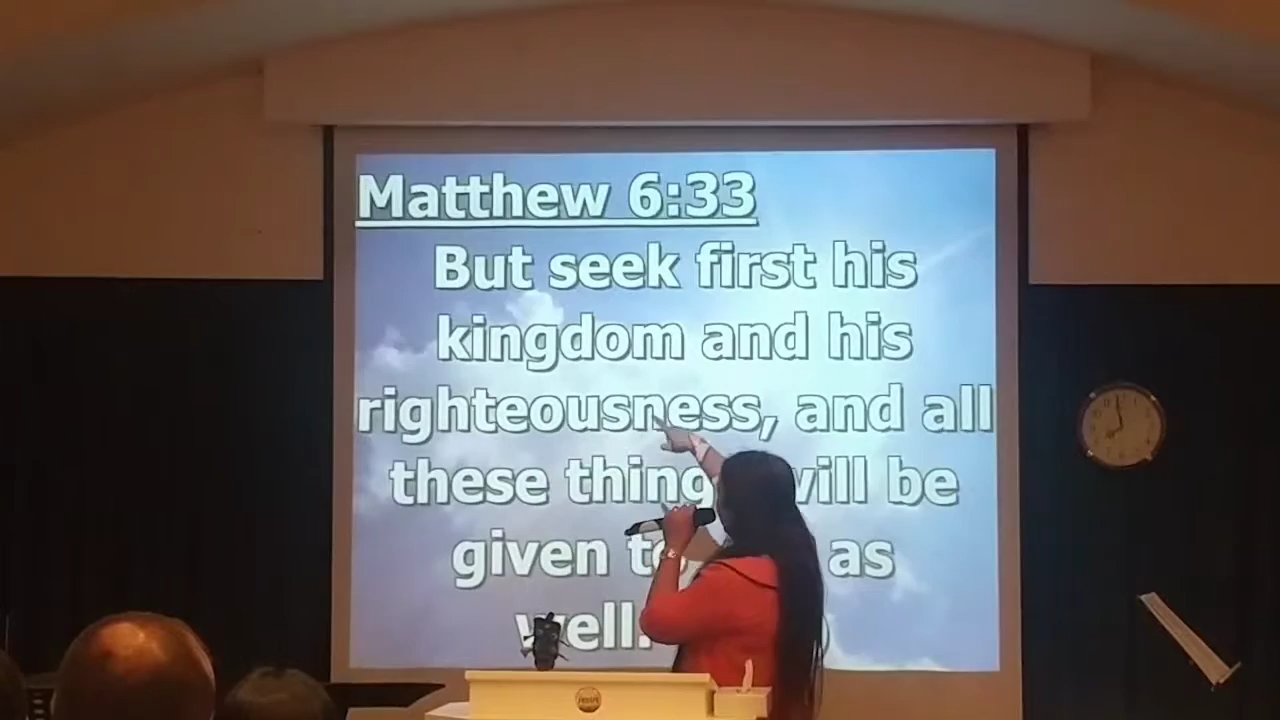 Matthew 6:33
But seek first his
kingdom and his
righteousness, and all
these thing will be
given to as
well.